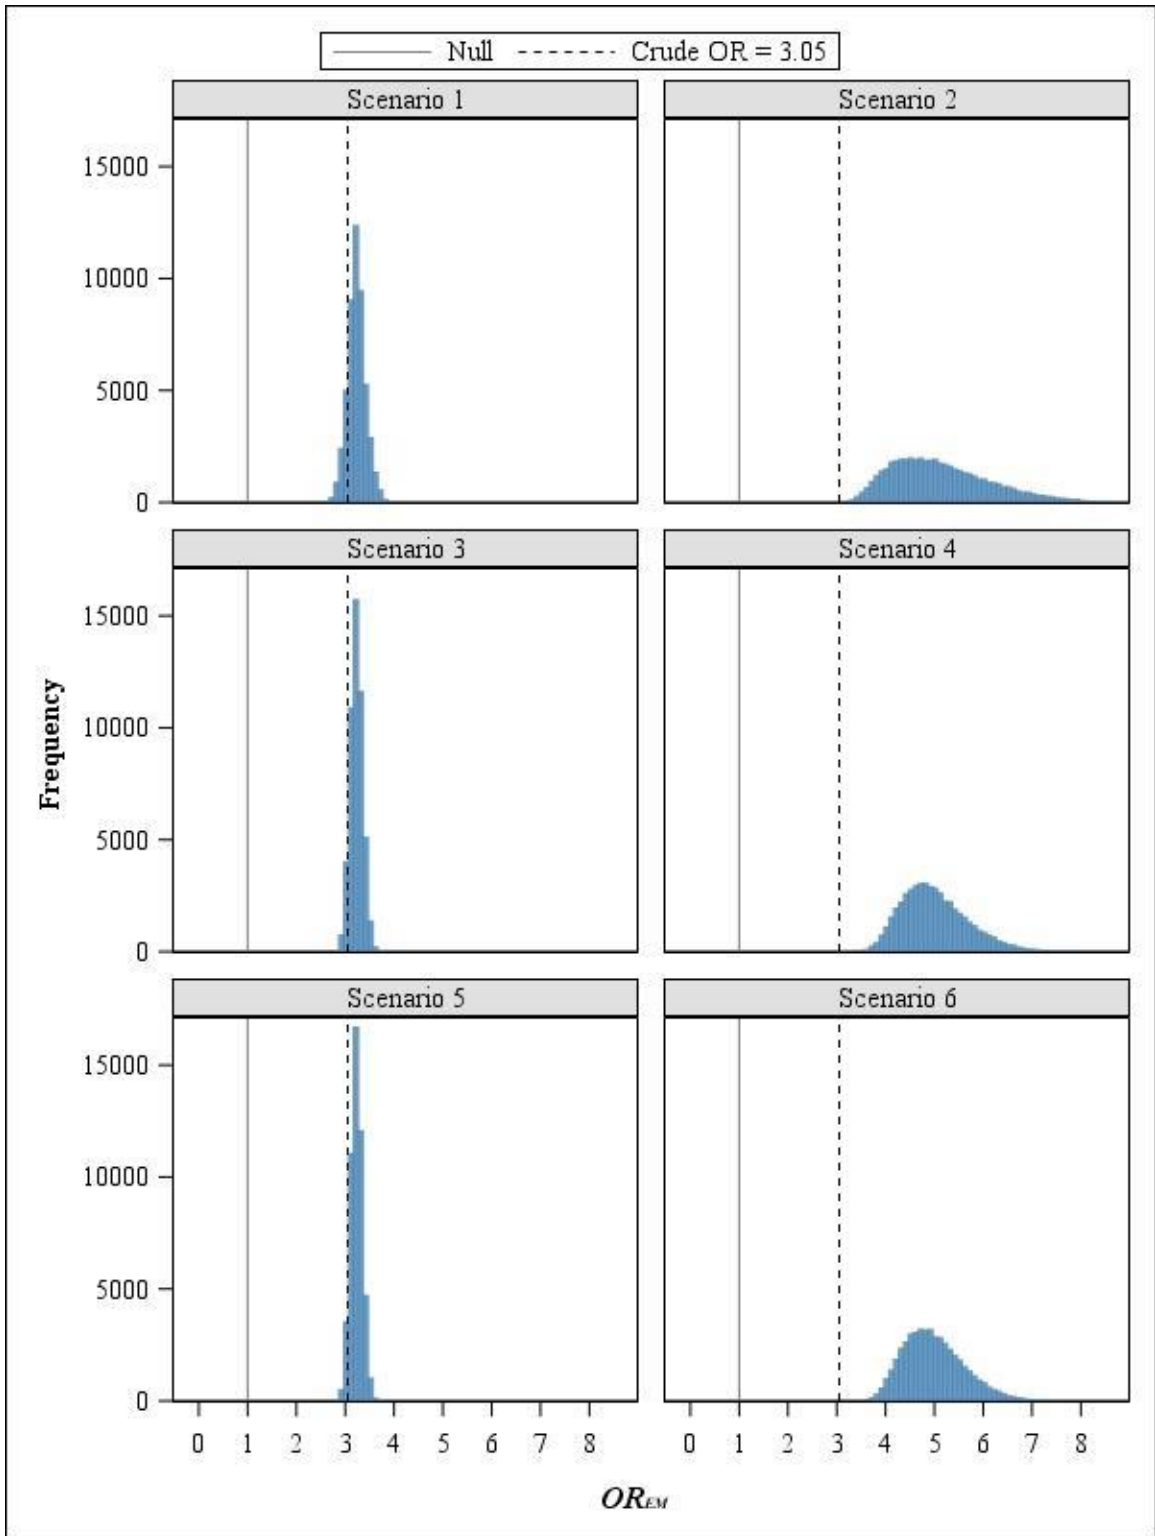 Null Crude OR = 3.05
Scenario 1 Scenario 2
15000
10000
5000
0
Scenario 3 Scenario 4
15000
10000
5000
0
Frequency
Scenario 5 Scenario 6
15000
10000
5000
0
0 1 2 3 4 5 6 7 8 0 1 2 3 4 5 6 7 8
OR_EM